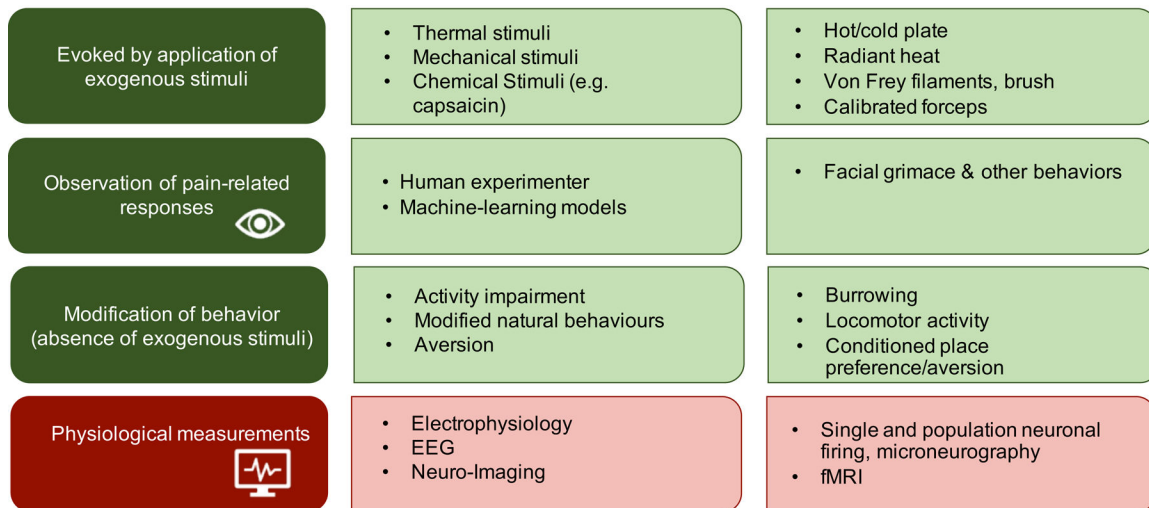 Evoked by application of
exogenous stimuli
• Thermal stimuli
• Mechanical stimuli
• Chemical Stimuli (e.g.
capsaicin)
• Hot/cold plate
• Radiant heat
• Von Frey filaments, brush
• Calibrated forceps
Observation of pain-related
responses
• Human experimenter
• Machine-learning models
• Facial grimace & other behaviors
Modification of behavior
(absence of exogenous stimuli)
• Activity impairment
• Modified natural behaviours
• Aversion
• Burrowing
• Locomotor activity
• Conditioned place
preference/aversion
Physiological measurements
• Electrophysiology
• EEG
• Neuro-Imaging
• Single and population neuronal
firing, microneurography
• fMRI